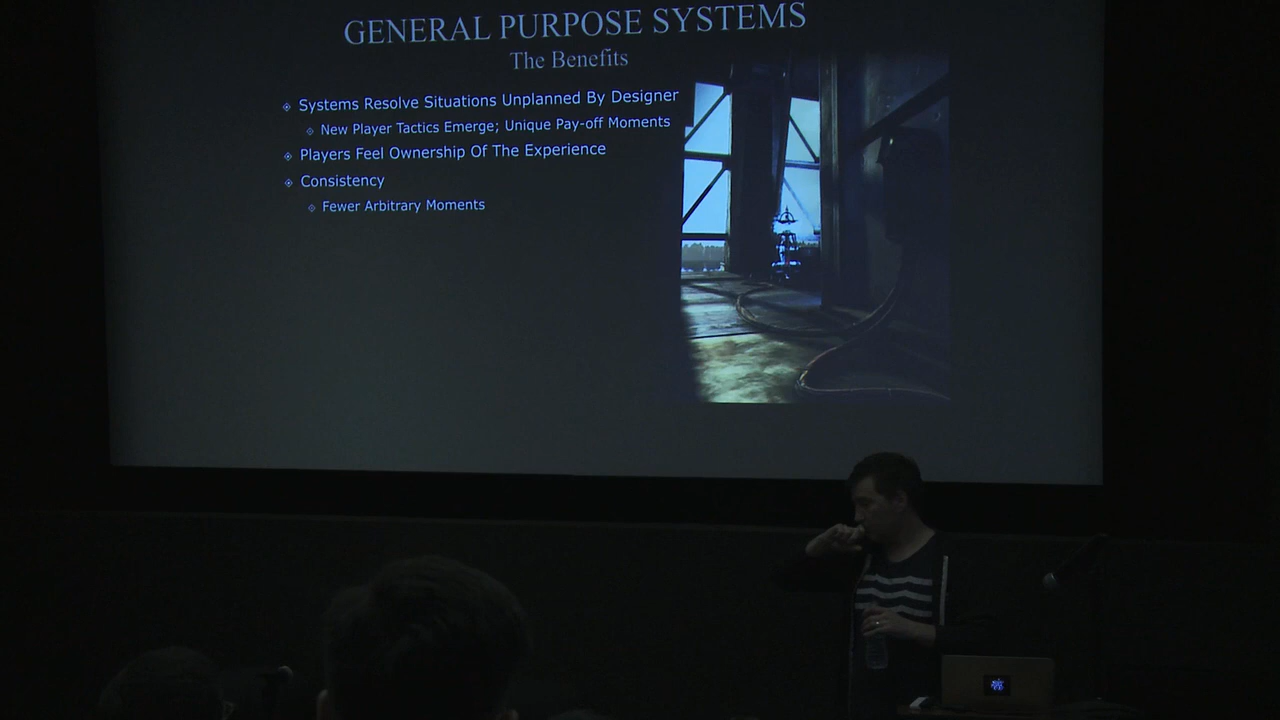 GENERAL PURPOSE SYSTEMS
The Benefits
Systems Resolve Situations Unplanned By Designer
New Player Tactics Emerge; Unique Pay-off Moments
Players Feel Ownership Of The Experience
Consistency
Fewer Arbitrary Moments